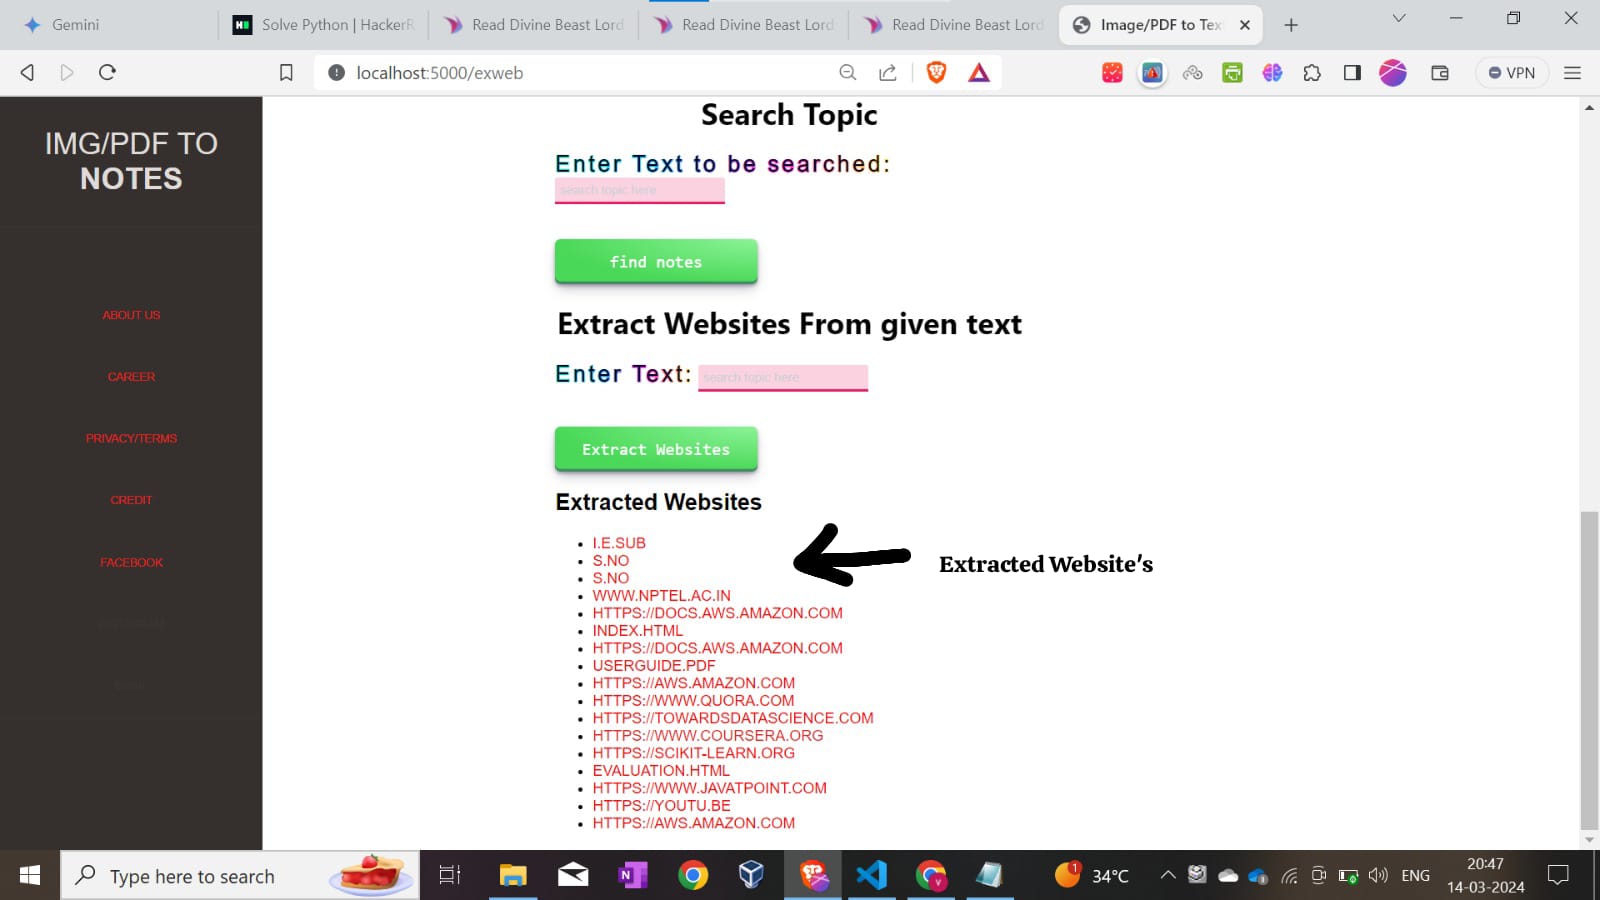 Gemini
Solve Python | HackerR
Read Divine Beast Lord
Read Divine Beast Lord
Read Divine Beast Lord
Image/PDF to Tex
localhost:5000/exweb
VPN
IMG/PDF TO
NOTES
ABOUT US
CAREER
PRIVACY/TERMS
CREDIT
FACEBOOK
Search Topic
Enter Text to be searched:
search topic here
find notes
Extract Websites From given text
Enter Text:
search topic here
Extract Websites
Extracted Websites
I.E.SUB
S.NO
S.NO
WWW.NPTEL.AC.IN
HTTPS://DOCS.AWS.AMAZON.COM
INDEX.HTML
HTTPS://DOCS.AWS.AMAZON.COM
USERGUIDE.PDF
HTTPS://AWS.AMAZON.COM
HTTPS://WWW.QUORA.COM
HTTPS://TOWARDSDATASCIENCE.COM
HTTPS://WWW.COURSERA.ORG
HTTPS://SCIKIT-LEARN.ORG
EVALUATION.HTML
HTTPS://WWW.JAVATPOINT.COM
HTTPS://YOUTU.BE
HTTPS://AWS.AMAZON.COM
Extracted Website's
Type here to search
1
34°C
ENG
20:47
14-03-2024